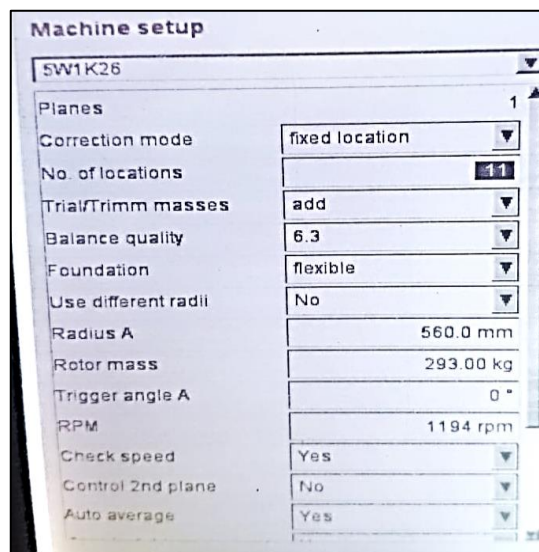 Machine setup
5W1K26
Planes 1
Correction mode fixed location
No. of locations 11
Trial/Trimm masses add
Balance quality 6.3
Foundation flexible
Use different radii No
Radius A 560.0 mm
Rotor mass 293.00 kg
Trigger angle A 0 °
RPM 1194 rpm
Check speed Yes
Control 2nd plane No
Auto average Yes